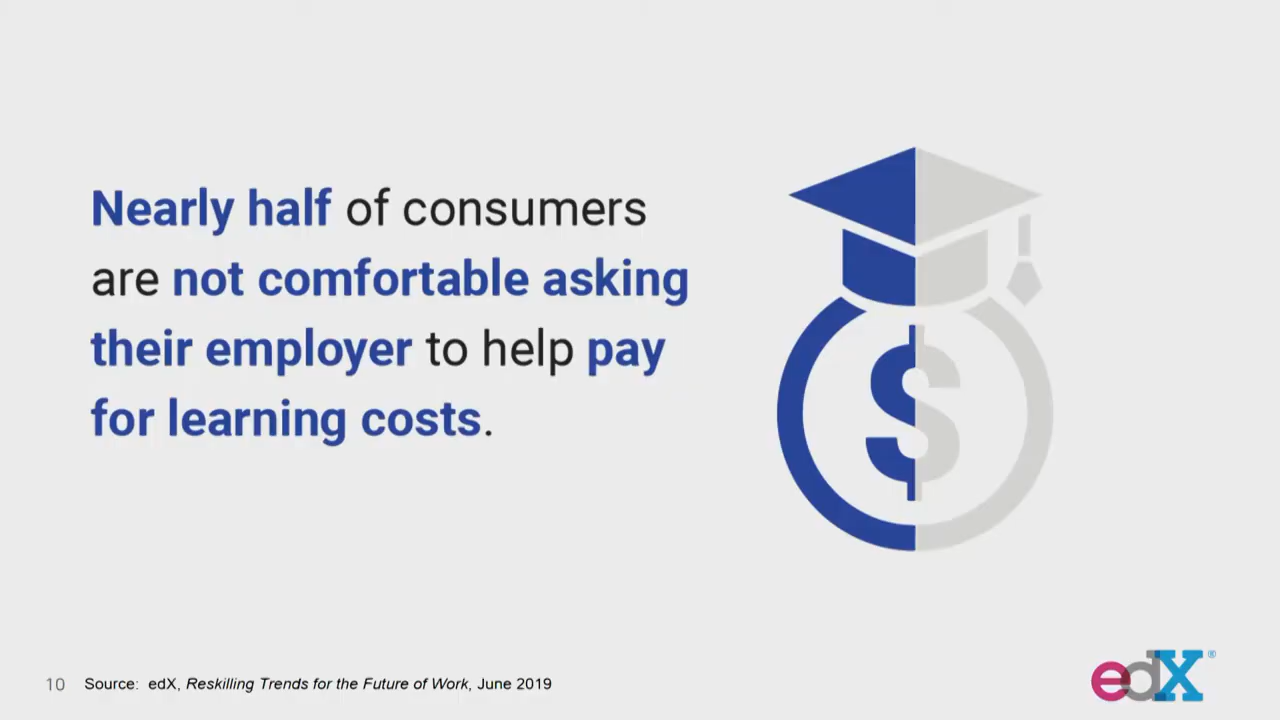 Nearly half of consumers
are not comfortable asking
their employer to help pay
for learning costs.
$
10 Source: edX, Reskilling Trends for the Future of Work, June 2019
edX®